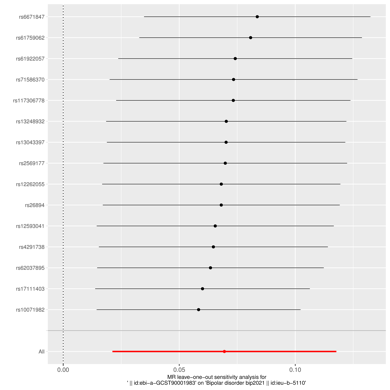 rs6671847
rs61759062
rs61922057
rs71586370
rs117306778
rs13248932
rs13043397
rs2569177
rs12262055
rs26894
rs12593041
rs4291738
rs62037895
rs17111403
rs10071982
All
0.00
0.05
0.10
MR leave−one−out sensitivity analysis for
' || id:ebi−a−GCST90001983' on 'Bipolar disorder bip2021 || id:ieu−b−5110'